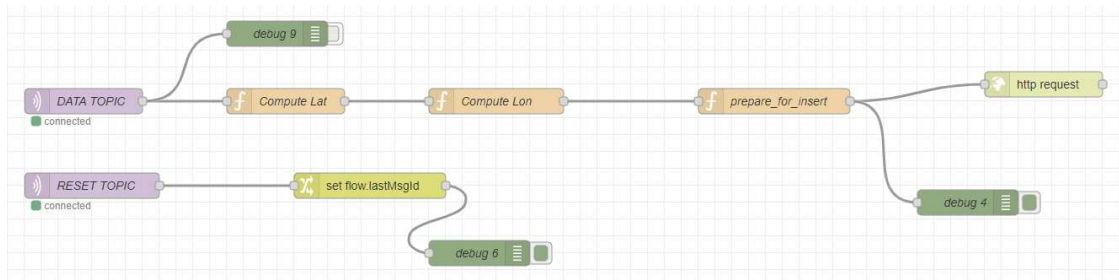 debug 9
DATA TOPIC
connected
Compute Lat
Compute Lon
prepare_for_insert
http request
RESET TOPIC
connected
set flow.lastMsgId
debug 4
debug 6